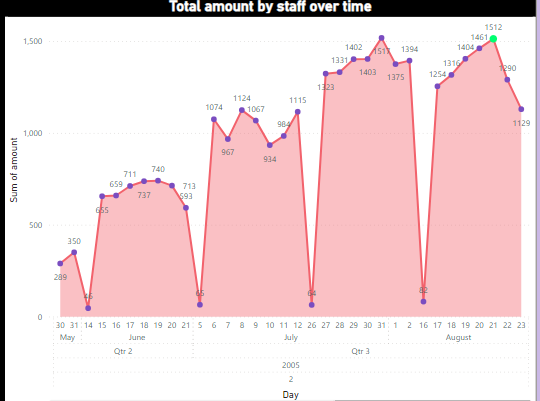 Total amount by staff over time
Sum of amount
1,500
1,000
500
0
289 350 46 655 659 711 737 740 713 593 65 1074 967 1124 1067 934 984 1115 64 1323 1331 1402 1403 1517 1375 1394 82 1254 1316 1404 1461 1512 1290 1129
30 31 14 15 16 17 18 19 20 21 5 6 7 8 9 10 11 12 26 27 28 29 30 31 1 2 16 17 18 19 20 21 22 23
May June July August
Qtr 2 Qtr 3
2005
2
Day